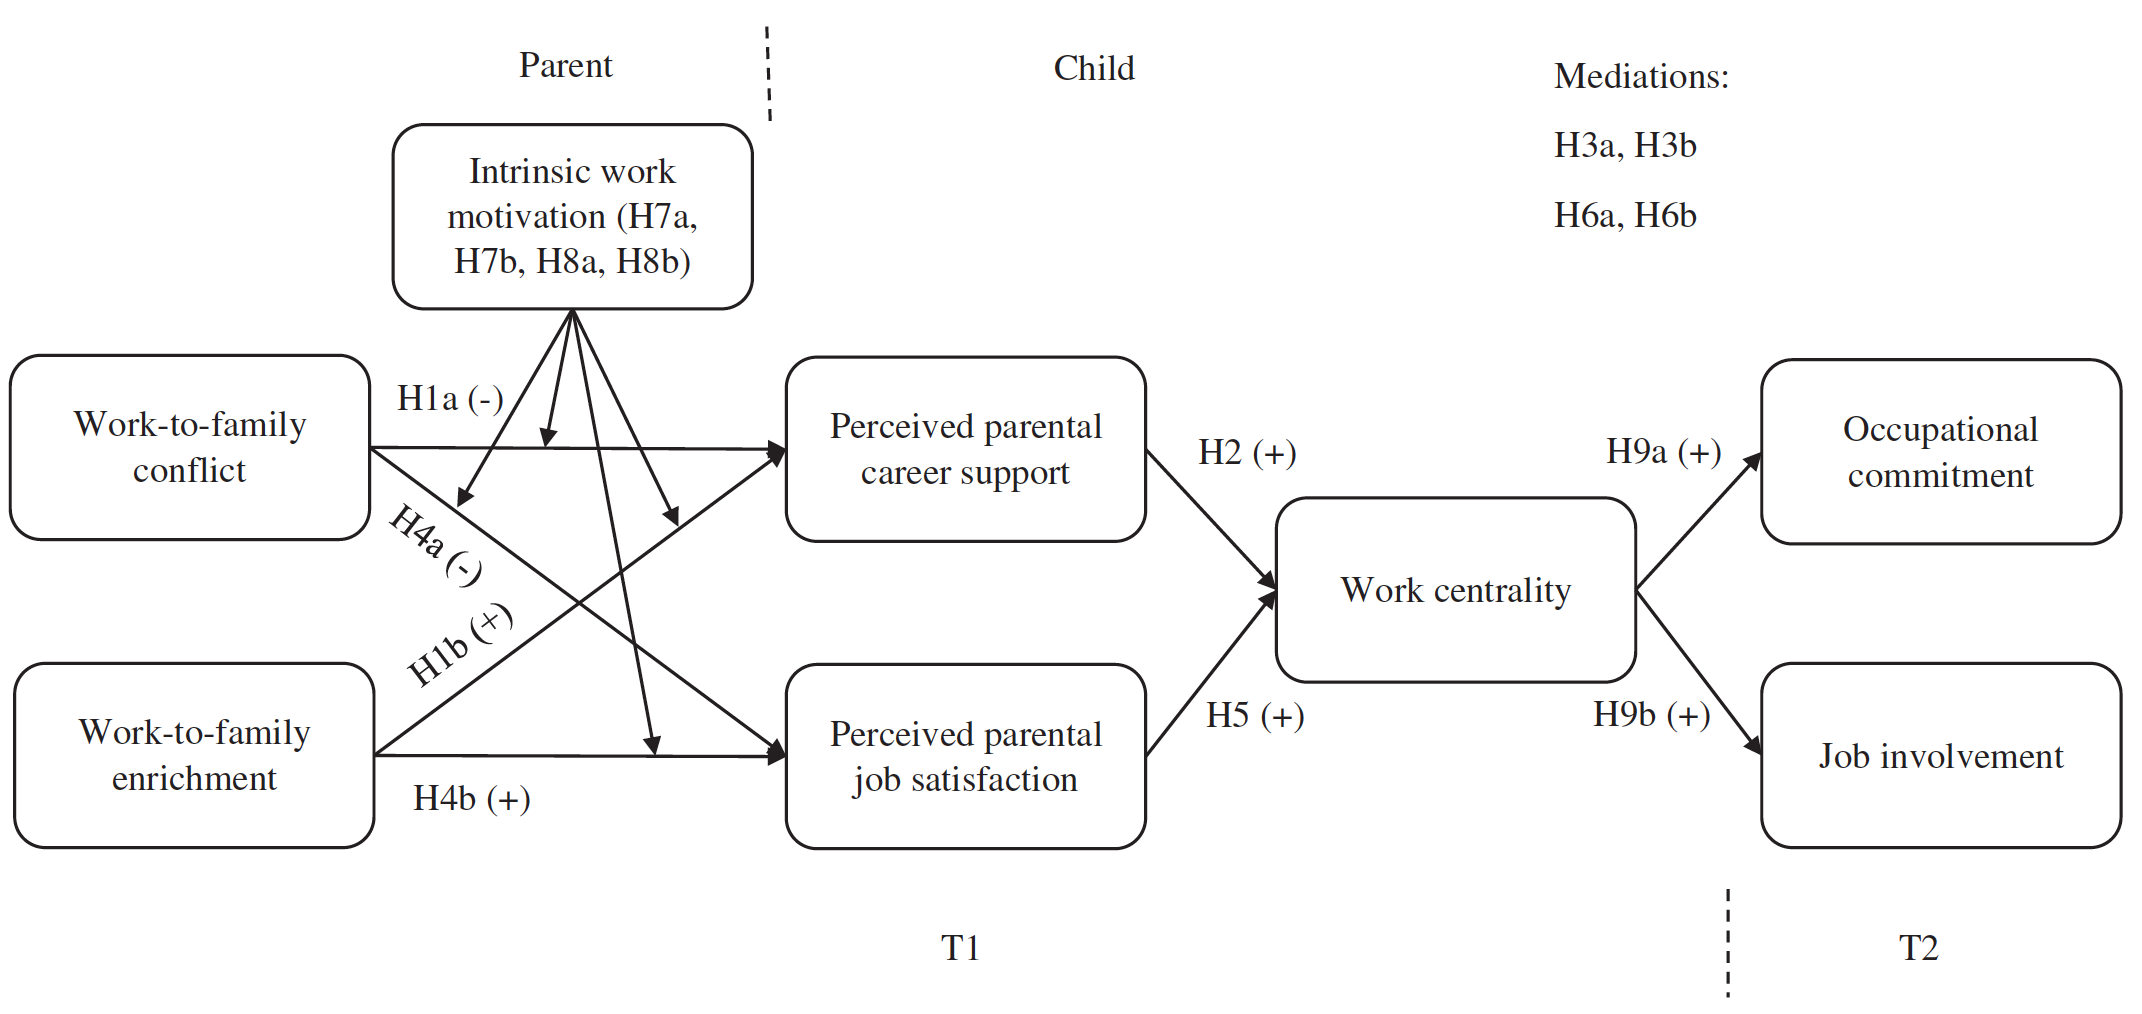 Parent
Child
Mediations:
H3a, H3b
H6a, H6b
Intrinsic work
motivation (H7a,
H7b, H8a, H8b)
Work-to-family
conflict
H1a (-)
H4a (-)
H1b (+)
Work-to-family
enrichment
H4b (+)
Perceived parental
career support
Perceived parental
job satisfaction
H2 (+)
H5 (+)
Work centrality
H9a (+)
H9b (+)
Occupational
commitment
Job involvement
T1
T2